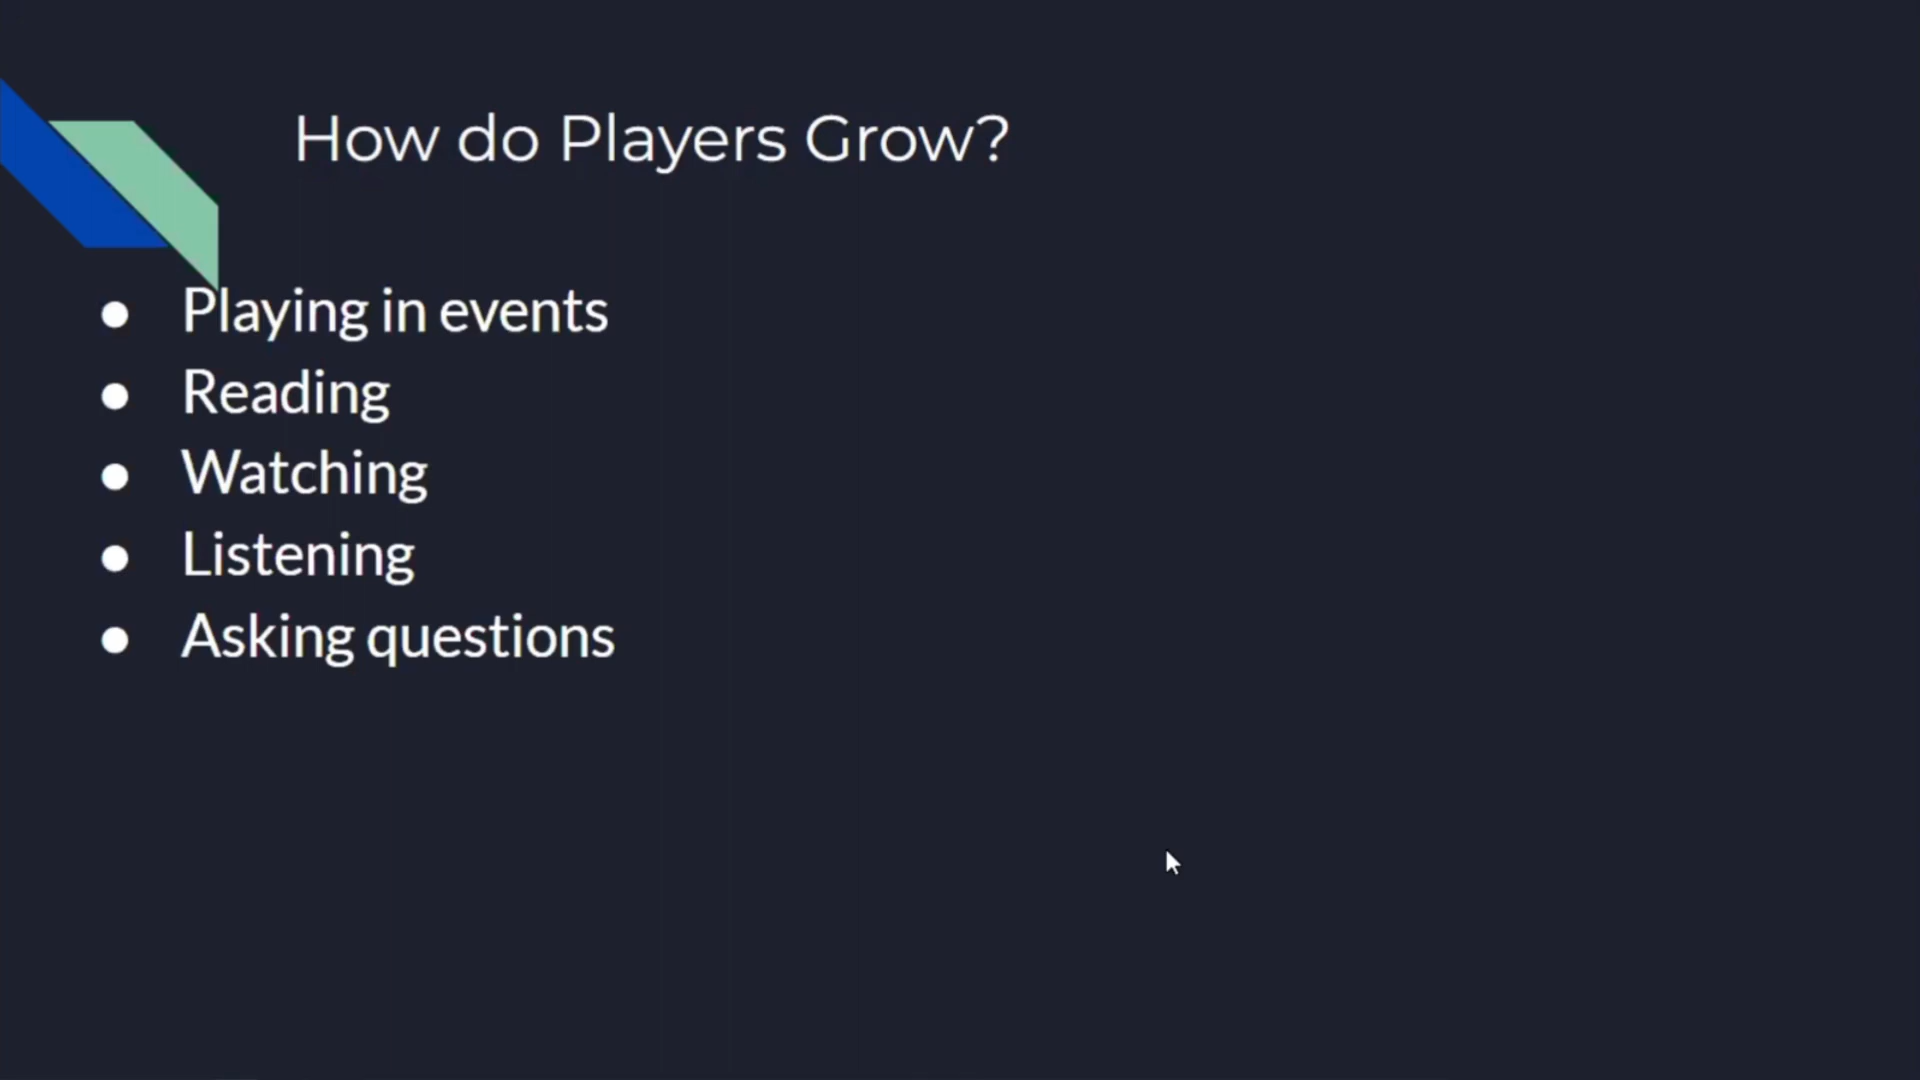 How do Players Grow?
● Playing in events
● Reading
● Watching
● Listening
● Asking questions